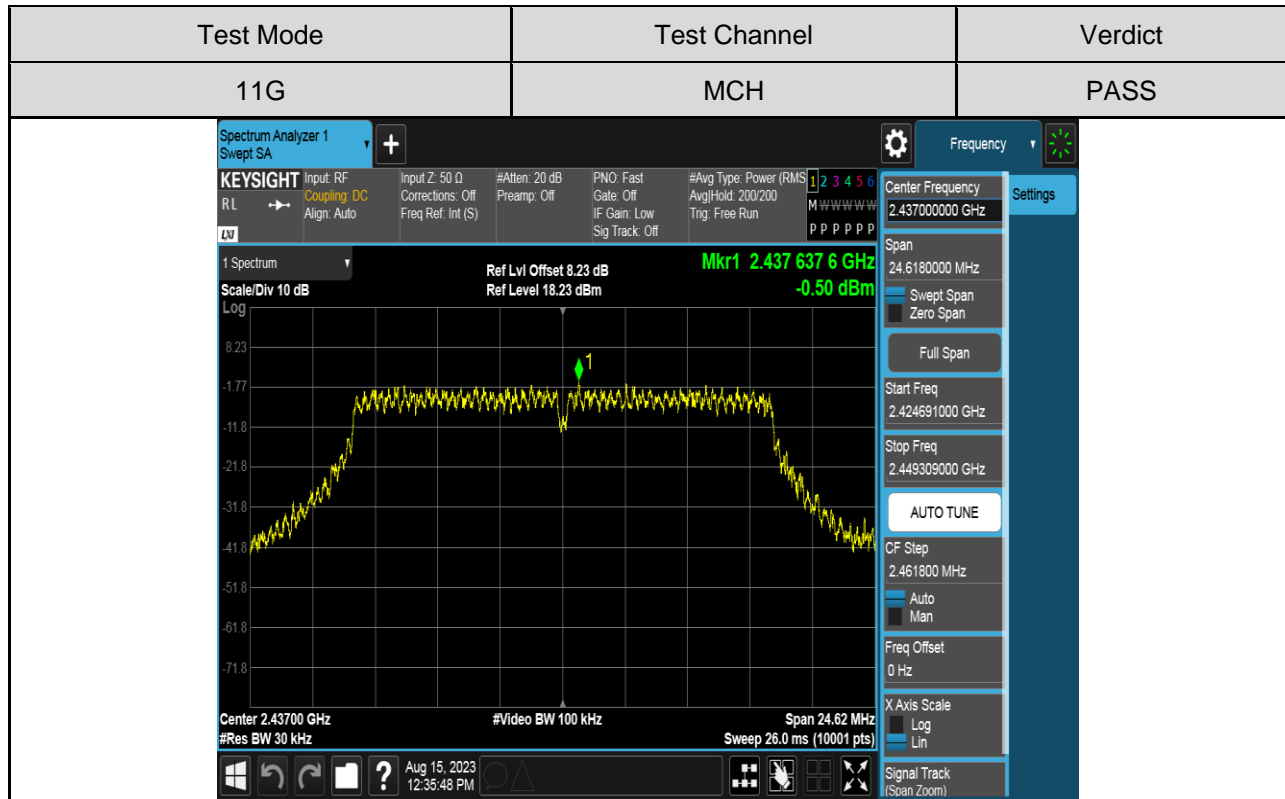 Test Mode Test Channel Verdict
11G MCH PASS
Spectrum Analyzer 1
Swept SA
+
Frequency
KEYSIGHT
RL
LXI
Input: RF
Coupling: DC
Align: Auto
Input Z: 50 Ω
Corrections: Off
Freq Ref: Int (S)
#Atten: 20 dB
Preamp: Off
PNO: Fast
Gate: Off
IF Gain: Low
Sig Track: Off
#Avg Type: Power (RMS
Avg|Hold: 200/200
Trig: Free Run
1 2 3 4 5 6
M W W W W W
P P P P P P
1 Spectrum
Scale/Div 10 dB
Log
Ref Lvl Offset 8.23 dB
Ref Level 18.23 dBm
Mkr1 2.437 637 6 GHz
-0.50 dBm
1
8.23
-1.77
-11.8
-21.8
-31.8
-41.8
-51.8
-61.8
-71.8
Center 2.43700 GHz
#Res BW 30 kHz
#Video BW 100 kHz
Span 24.62 MHz
Sweep 26.0 ms (10001 pts)
?
Aug 15, 2023
12:35:48 PM
Settings
Center Frequency
2.437000000 GHz
Span
24.6180000 MHz
Swept Span
Zero Span
Full Span
Start Freq
2.424691000 GHz
Stop Freq
2.449309000 GHz
AUTO TUNE
CF Step
2.461800 MHz
Auto
Man
Freq Offset
0 Hz
X Axis Scale
Log
Lin
Signal Track
(Span Zoom)